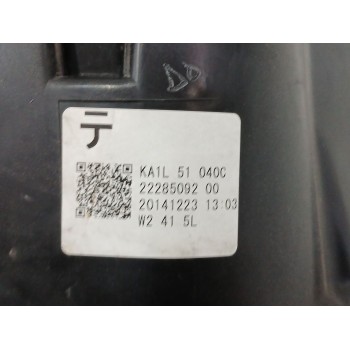 テ
KA1L 51 040C
22285092 00
20141223 13:03
W2 41 5L